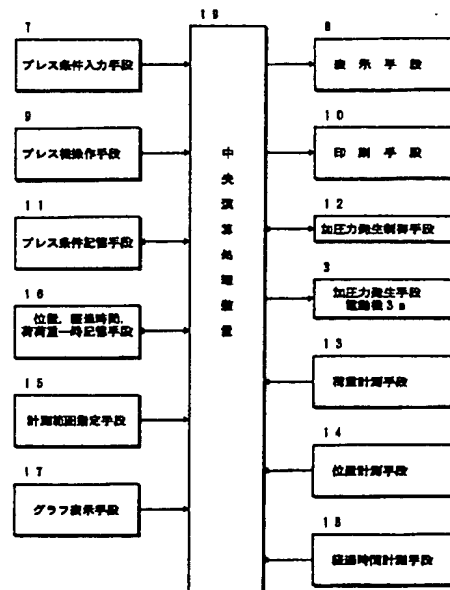 19
7
プレス条件入力手段
9
プレス機操作手段
11
プレス条件記憶手段
16
位置、経過時間、
荷荷重一時記憶手段
15
計測範囲指定手段
17
グラフ表示手段
中央演算処理装置
8
表示手段
10
印刷手段
12
加圧力発生制御手段
3
加圧力発生手段
電動機3a
13
荷重計測手段
14
位置計測手段
18
経過時間計測手段